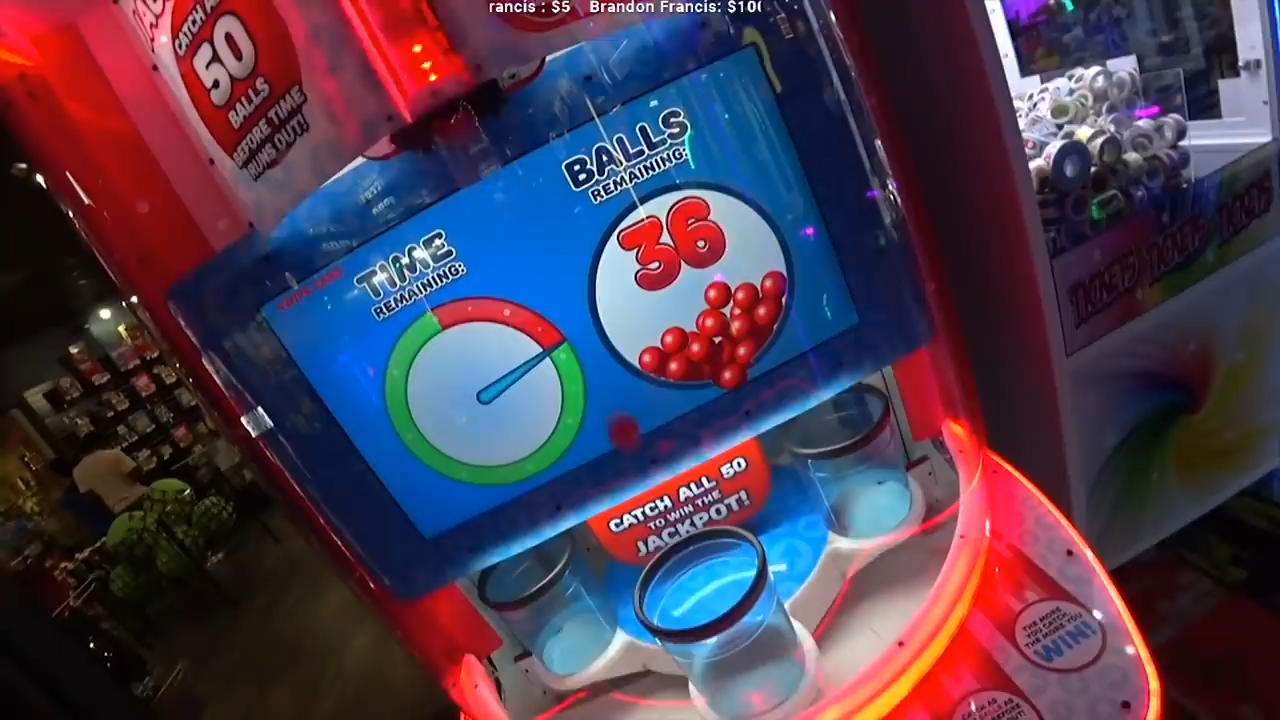 rancis : $5 Brandon Francis: $10
CATCH A
50
BALLS
BEFORE TIME
RUNS OUT!
BALLS
REMAINING:
36
TIME
REMAINING:
CATCH ALL 50
TO WIN THE
JACKPOT!
THE MORE
YOU CATCH,
THE MORE YOU
WIN!